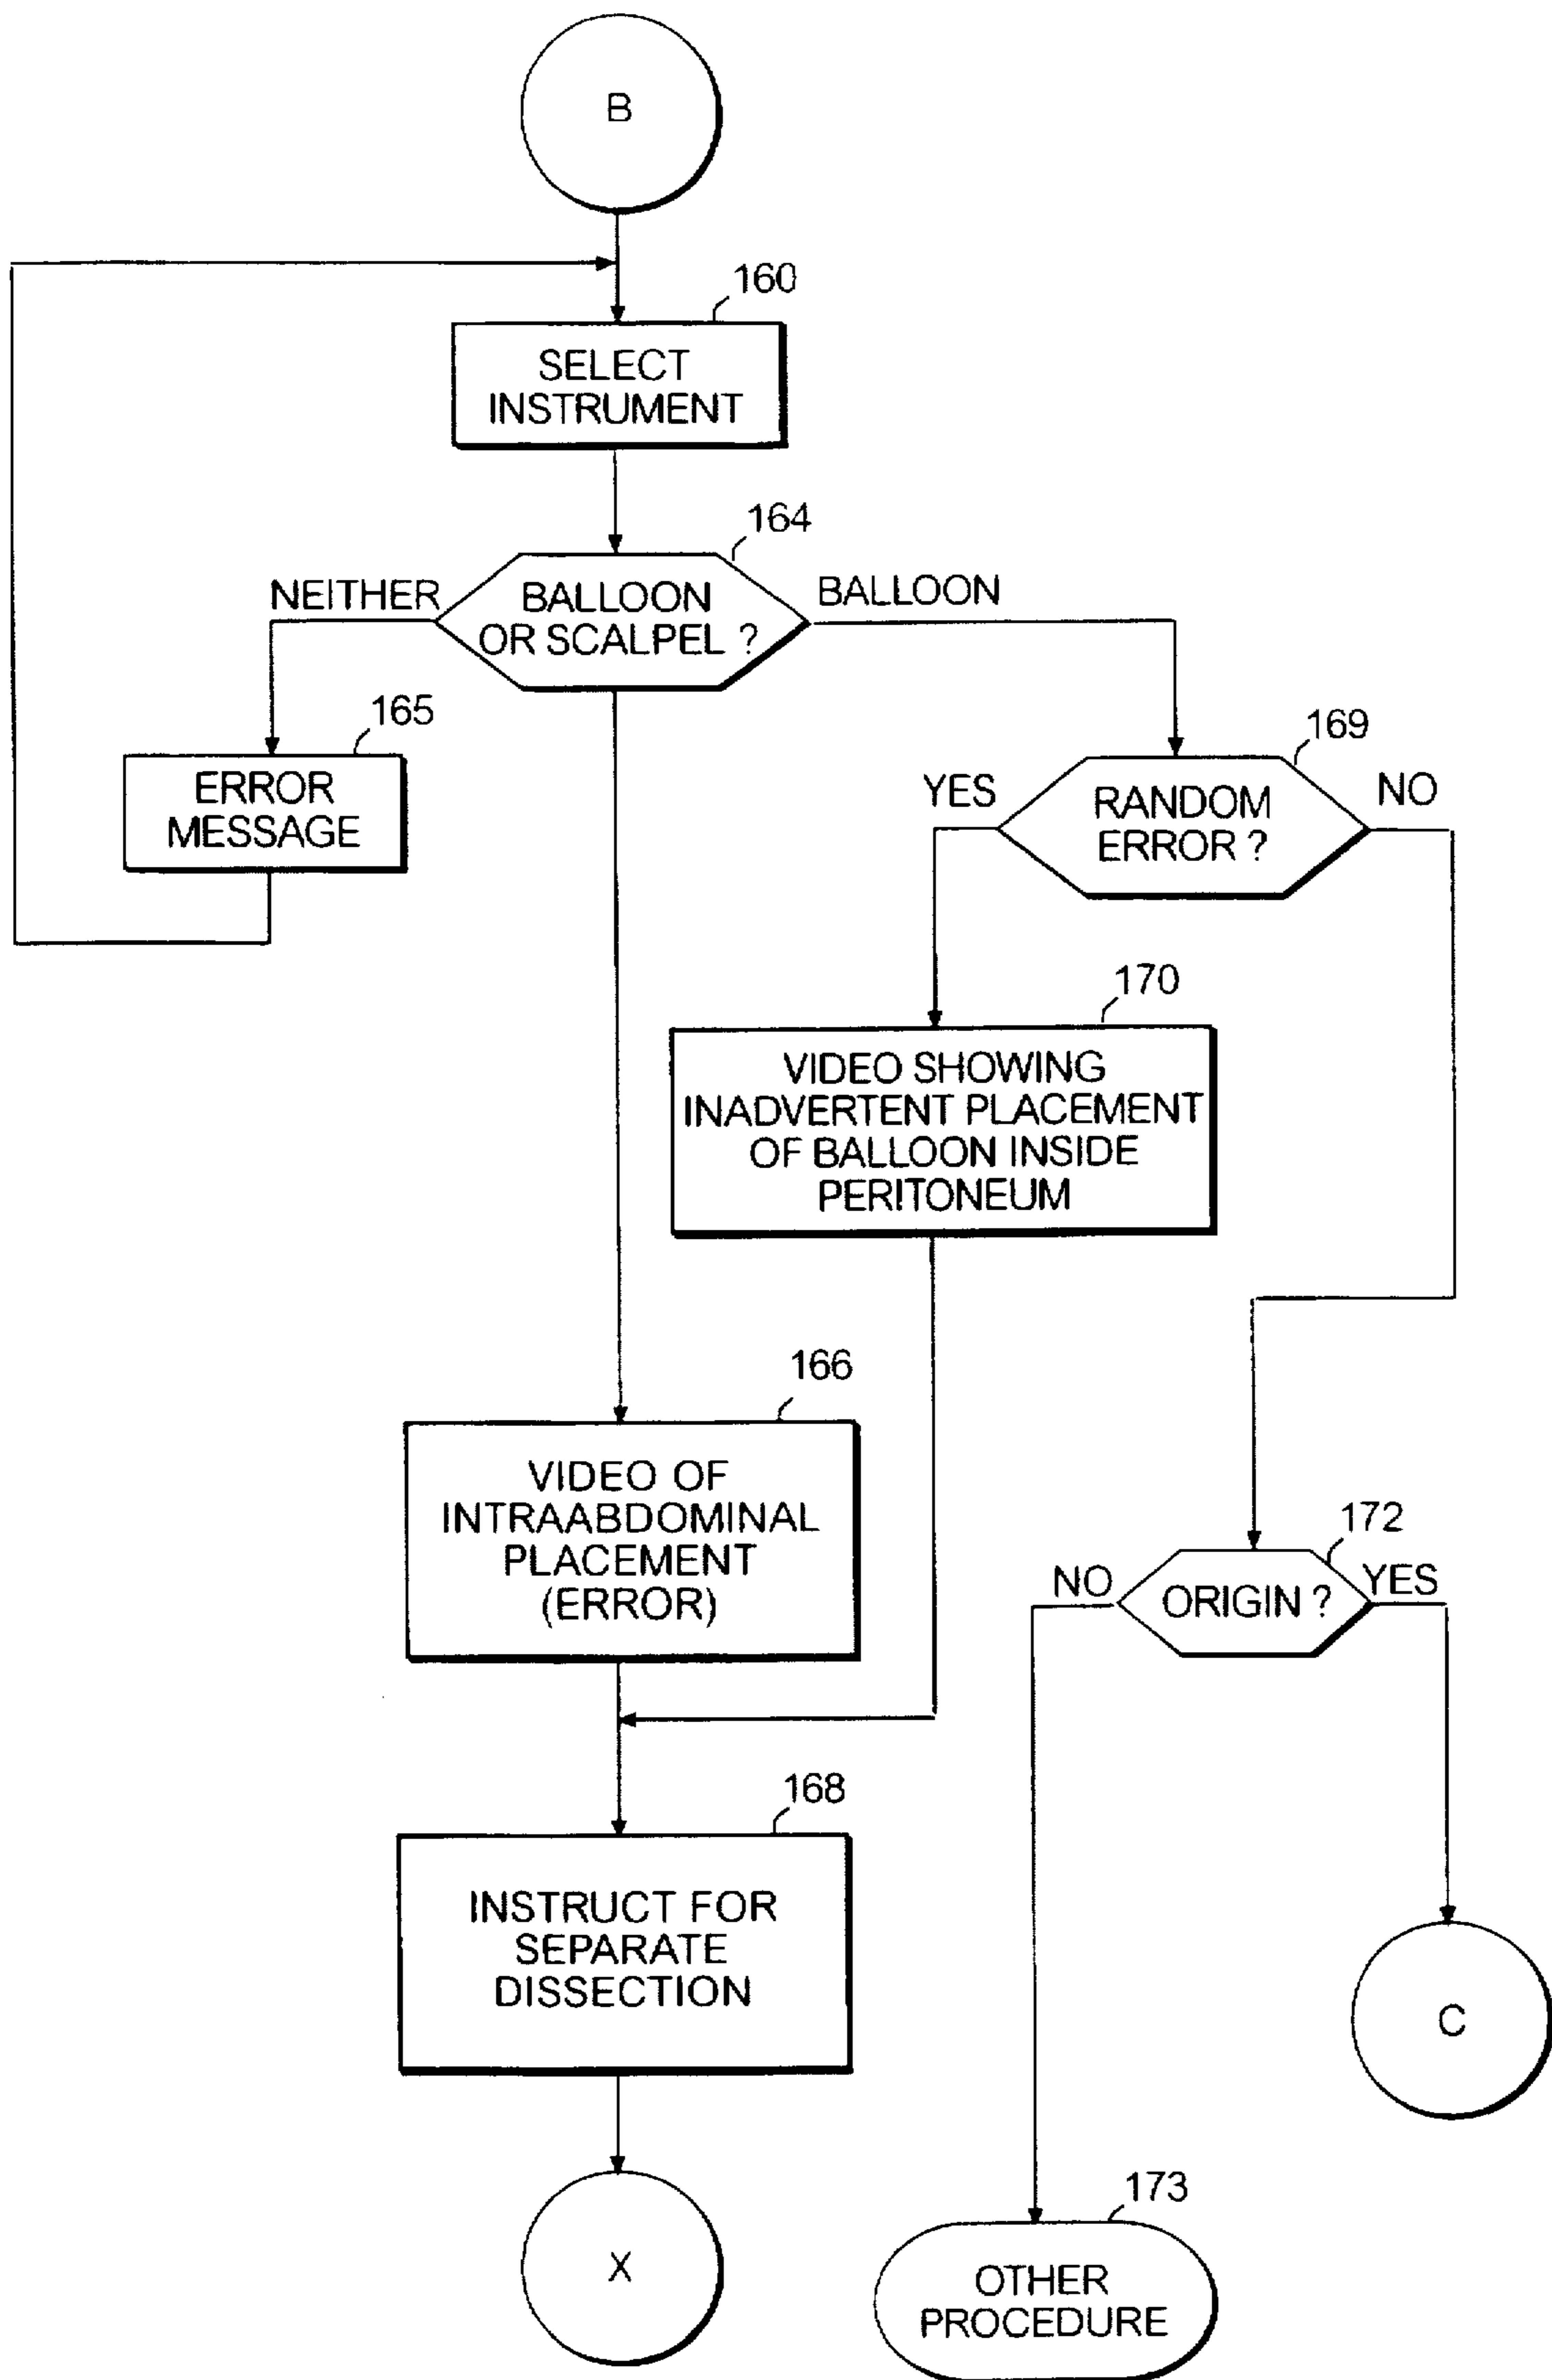 B
160
SELECT
INSTRUMENT
164
NEITHER
BALLOON
OR SCALPEL ?
BALLOON
165
ERROR
MESSAGE
169
YES
RANDOM
ERROR ?
NO
170
VIDEO SHOWING
INADVERTENT PLACEMENT
OF BALLOON INSIDE
PERITONEUM
166
VIDEO OF
INTRAABDOMINAL
PLACEMENT
(ERROR)
172
NO
ORIGIN ?
YES
168
INSTRUCT FOR
SEPARATE
DISSECTION
C
173
X
OTHER
PROCEDURE